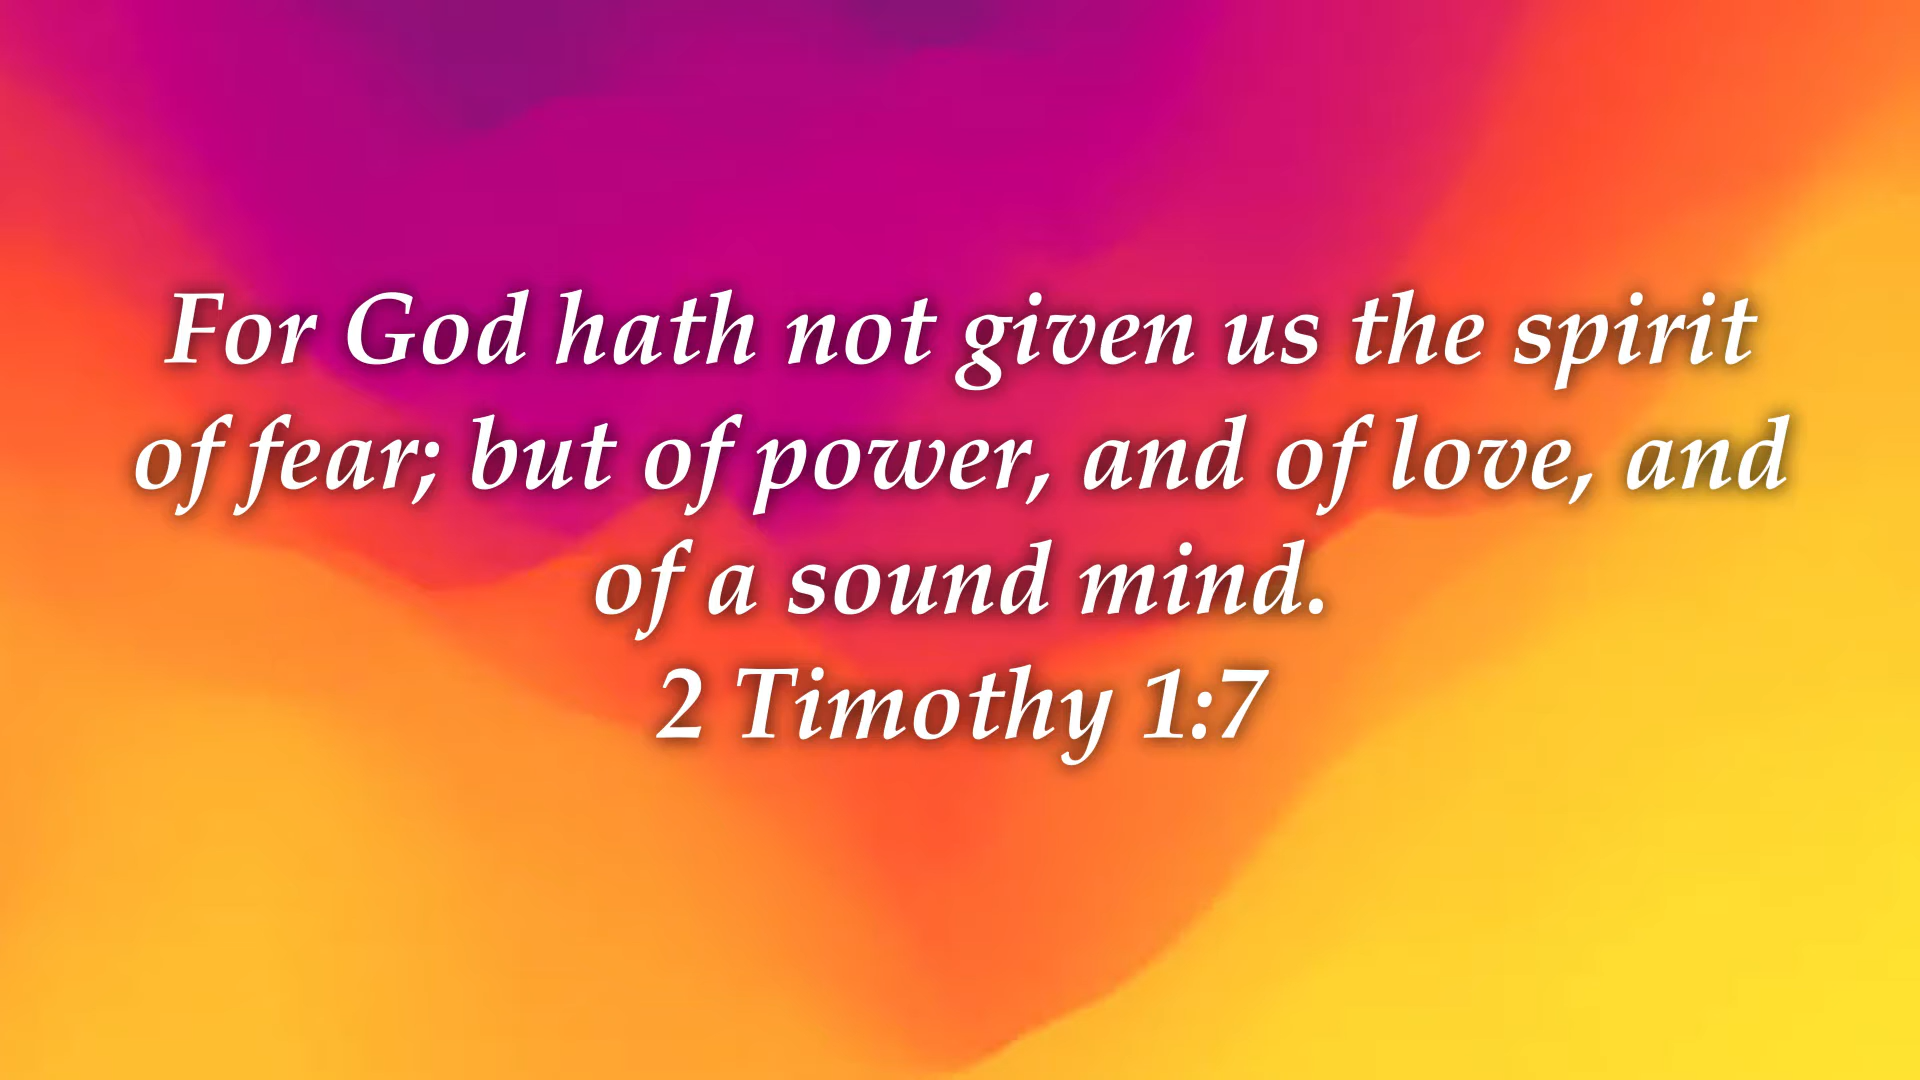 For God hath not given us the spirit
of fear; but of power, and of love, and
of a sound mind.
2 Timothy 1:7